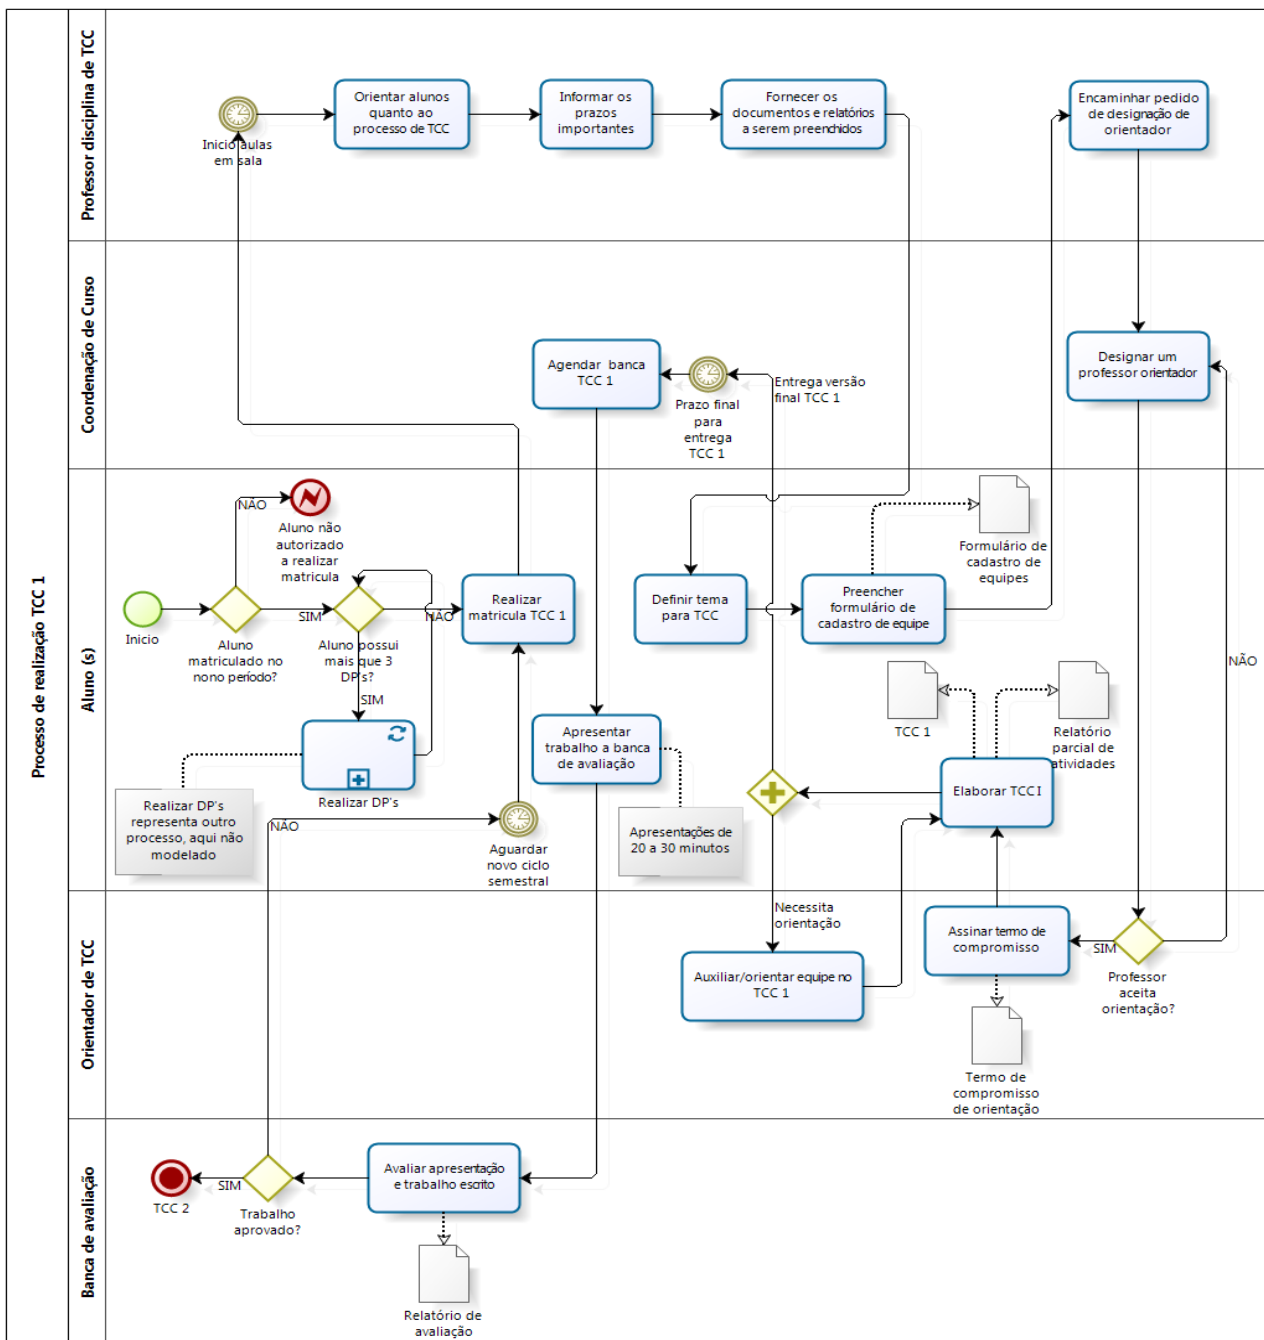 Processo de realização TCC 1
Professor disciplina de TCC
Inicio aulas
em sala
Orientar alunos
quanto ao
processo de TCC
Informar os
prazos
importantes
Fornecer os
documentos e relatórios
a serem preenchidos
Encaminhar pedido
de designação de
orientador
Coordenação de Curso
Agendar banca
TCC 1
Prazo final
para
entrega
TCC 1
Entrega versão
final TCC 1
Designar um
professor orientador
Aluno (s)
Inicio
Aluno
matriculado no
nono período?
NÃO
Aluno não
autorizado
a realizar
matricula
SIM
Aluno possui
mais que 3
DP's?
NÃO
SIM
Realizar
matricula TCC 1
Realizar DP's
Realizar DP's
representa outro
processo, aqui não
modelado
NÃO
Aguardar
novo ciclo
semestral
Apresentar
trabalho a banca
de avaliação
Apresentações de
20 a 30 minutos
Definir tema
para TCC
Preencher
formulário de
cadastro de equipe
Formulário de
cadastro de
equipes
TCC 1
Relatório
parcial de
atividades
Elaborar TCC I
NÃO
Orientador de TCC
Necessita
orientação
Auxiliar/orientar equipe no
TCC 1
Assinar termo de
compromisso
SIM
Professor
aceita
orientação?
Termo de
compromisso
de orientação
Banca de avaliação
TCC 2
SIM
Trabalho
aprovado?
Avaliar apresentação
e trabalho escrito
Relatório de
avaliação